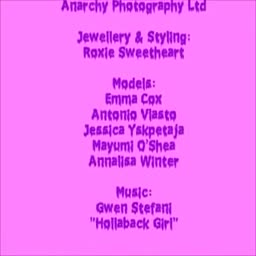 Anarchy Photography Ltd
Jewellery & Styling:
Roxie Sweetheart
Models:
Emma Cox
Antonio Vlasto
Jessica Yskpetaja
Mayumi O'Shea
Annalisa Winter
Music:
Gwen Stefani
"Hollaback Girl"